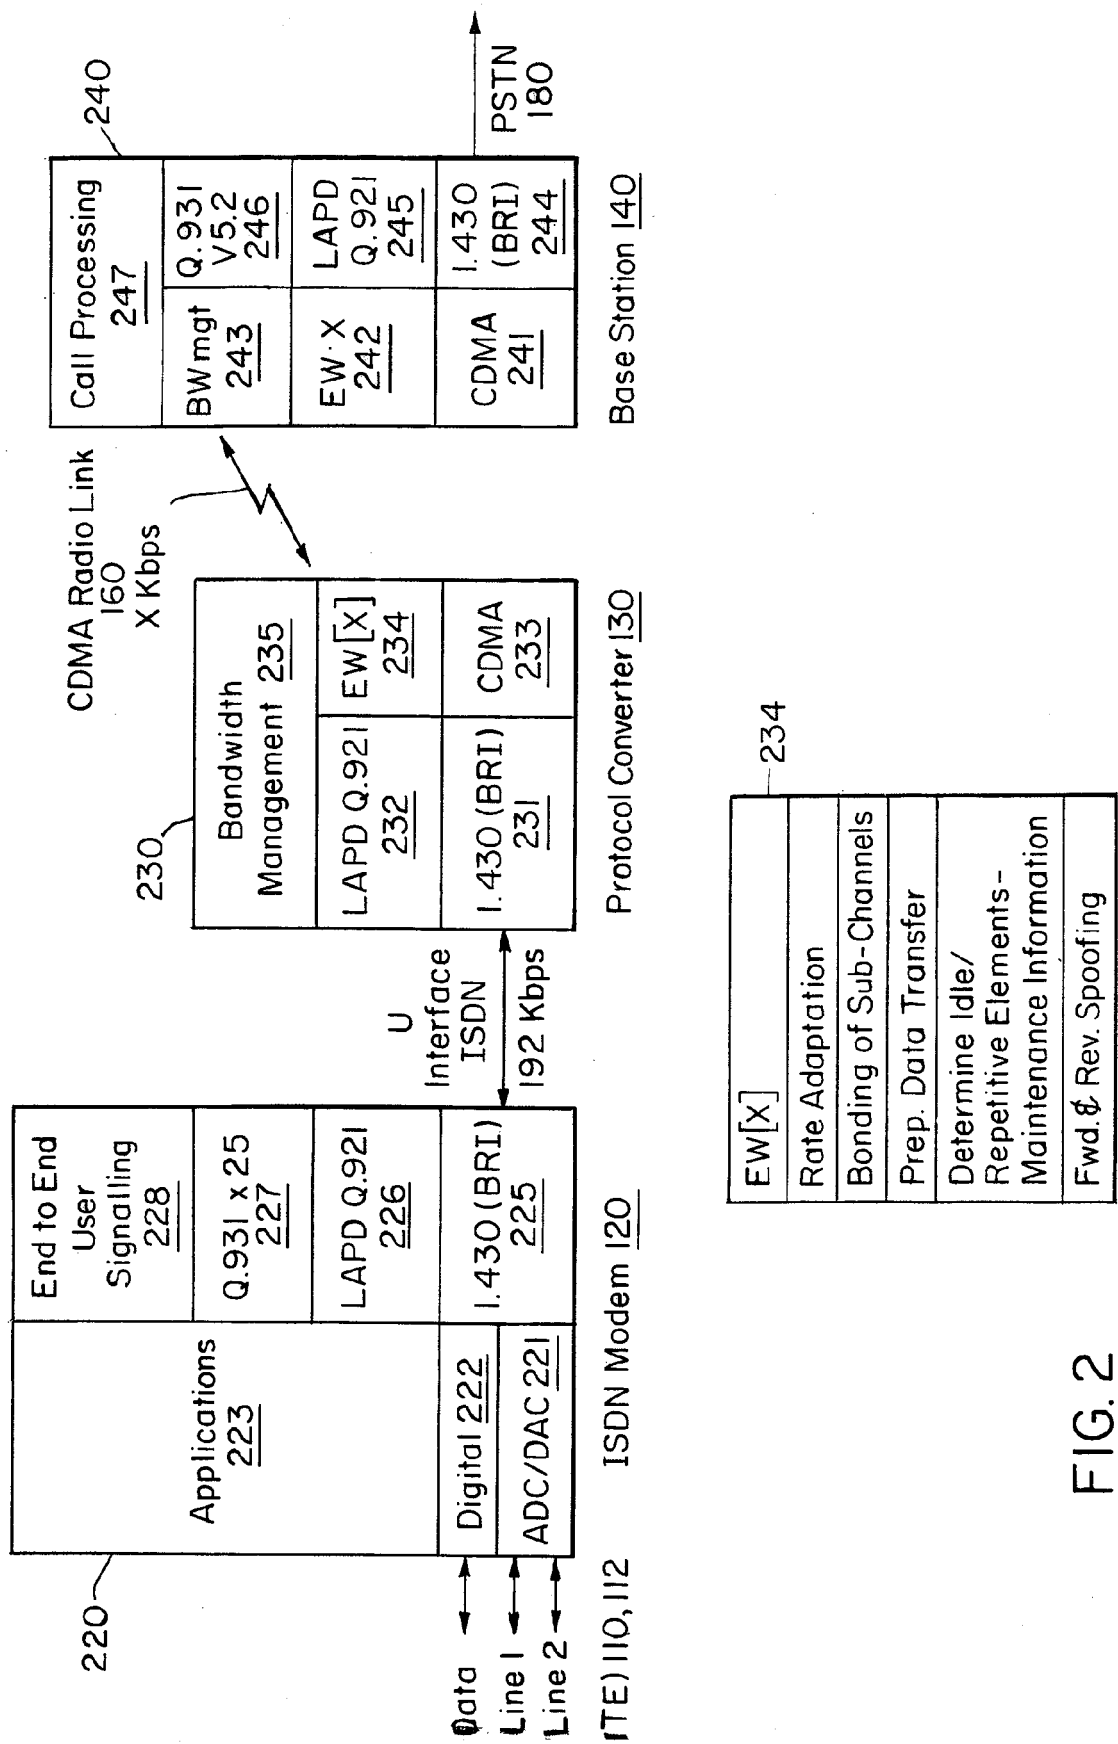 220
Applications
223
End to End
User
Signalling
228
Q.931 x 25
227
LAPD Q.921
226
Digital 222
ADC/DAC 221
I.430 (BRI)
225
Data
Line 1
Line 2
(TE) 110, 112
ISDN Modem 120
U
Interface
ISDN
192 Kbps
230
Bandwidth
Management 235
LAPD Q.921
232
EW[X]
234
I.430 (BRI)
231
CDMA
233
Protocol Converter 130
CDMA Radio Link
160
X Kbps
240
Call Processing
247
BW mgt
243
Q.931
V5.2
246
EW·X
242
LAPD
Q.921
245
CDMA
241
I.430
(BRI)
244
Base Station 140
PSTN
180
234
EW[X]
Rate Adaptation
Bonding of Sub-Channels
Prep. Data Transfer
Determine Idle/
Repetitive Elements-
Maintenance Information
Fwd. & Rev. Spoofing
FIG. 2